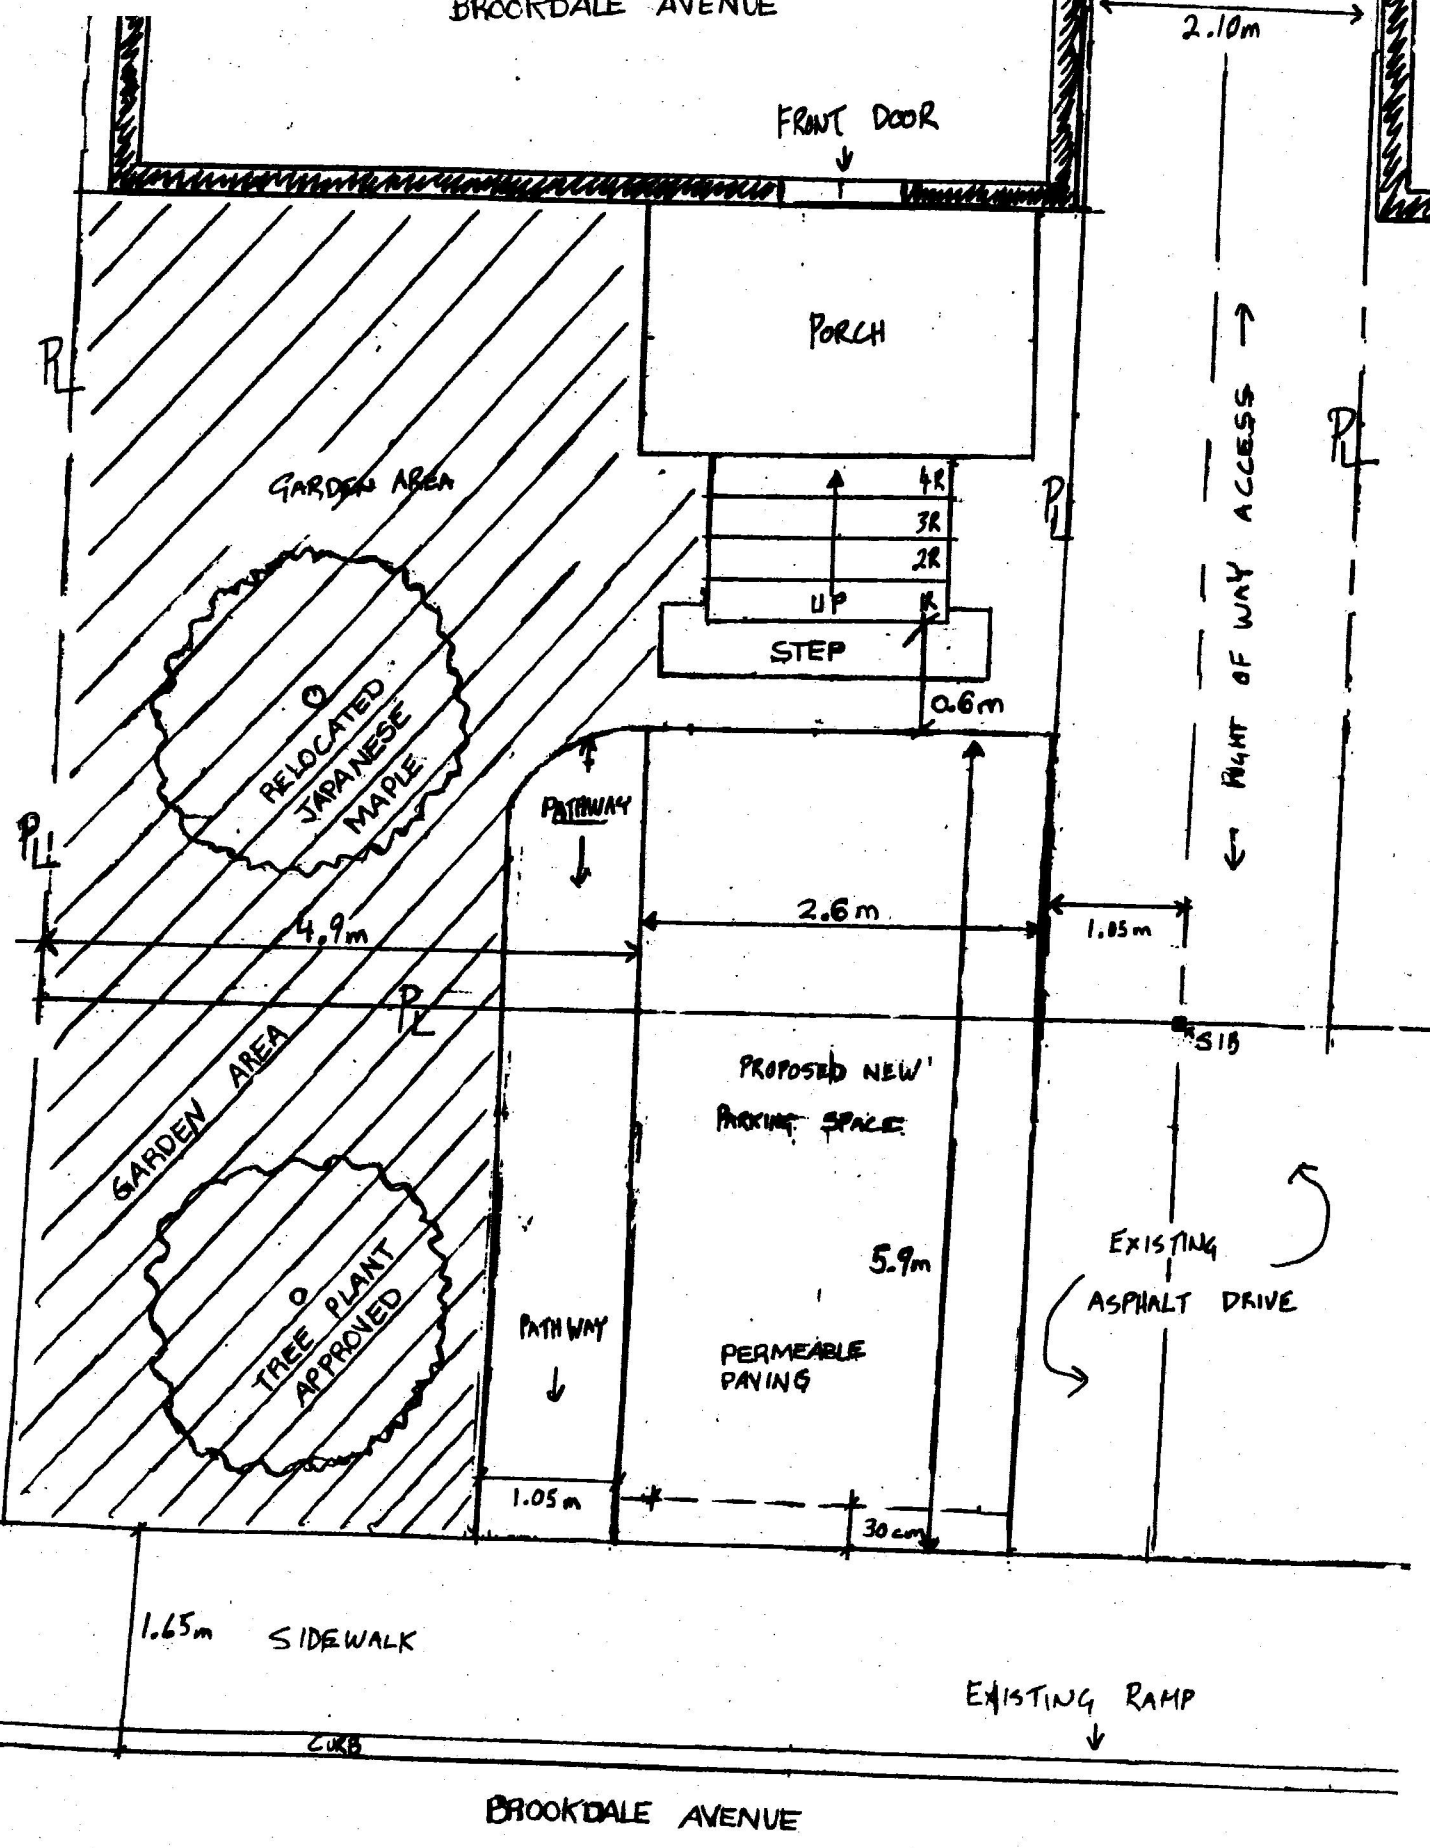 BROOKDALE AVENUE
2.10m
FRONT DOOR
PORCH
PL
PL
PL
RIGHT OF WAY ACCESS
GARDEN AREA
4R
3R
2R
UP 1R
STEP
0.6m
RELOCATED
JAPANESE
MAPLE
PATHWAY
PL
4.9m
2.6m
1.05m
PL
SIB
PROPOSED NEW
PARKING SPACE
GARDEN AREA
5.9m
EXISTING
ASPHALT DRIVE
TREE PLANT
APPROVED
PATHWAY
PERMEABLE
PAVING
1.05m
30cm
1.65m
SIDEWALK
EXISTING RAMP
CURB
BROOKDALE AVENUE